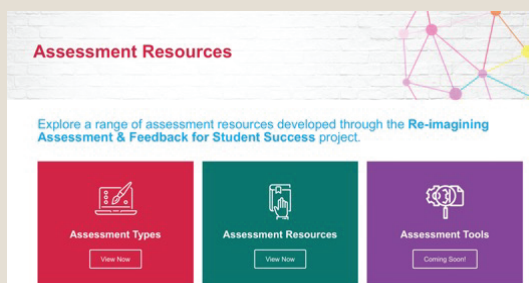 Assessment Resources
Explore a range of assessment resources developed through the Re-imagining
Assessment & Feedback for Student Success project.
Assessment Types
View Now
Assessment Resources
View Now
Assessment Tools
Coming Soon!